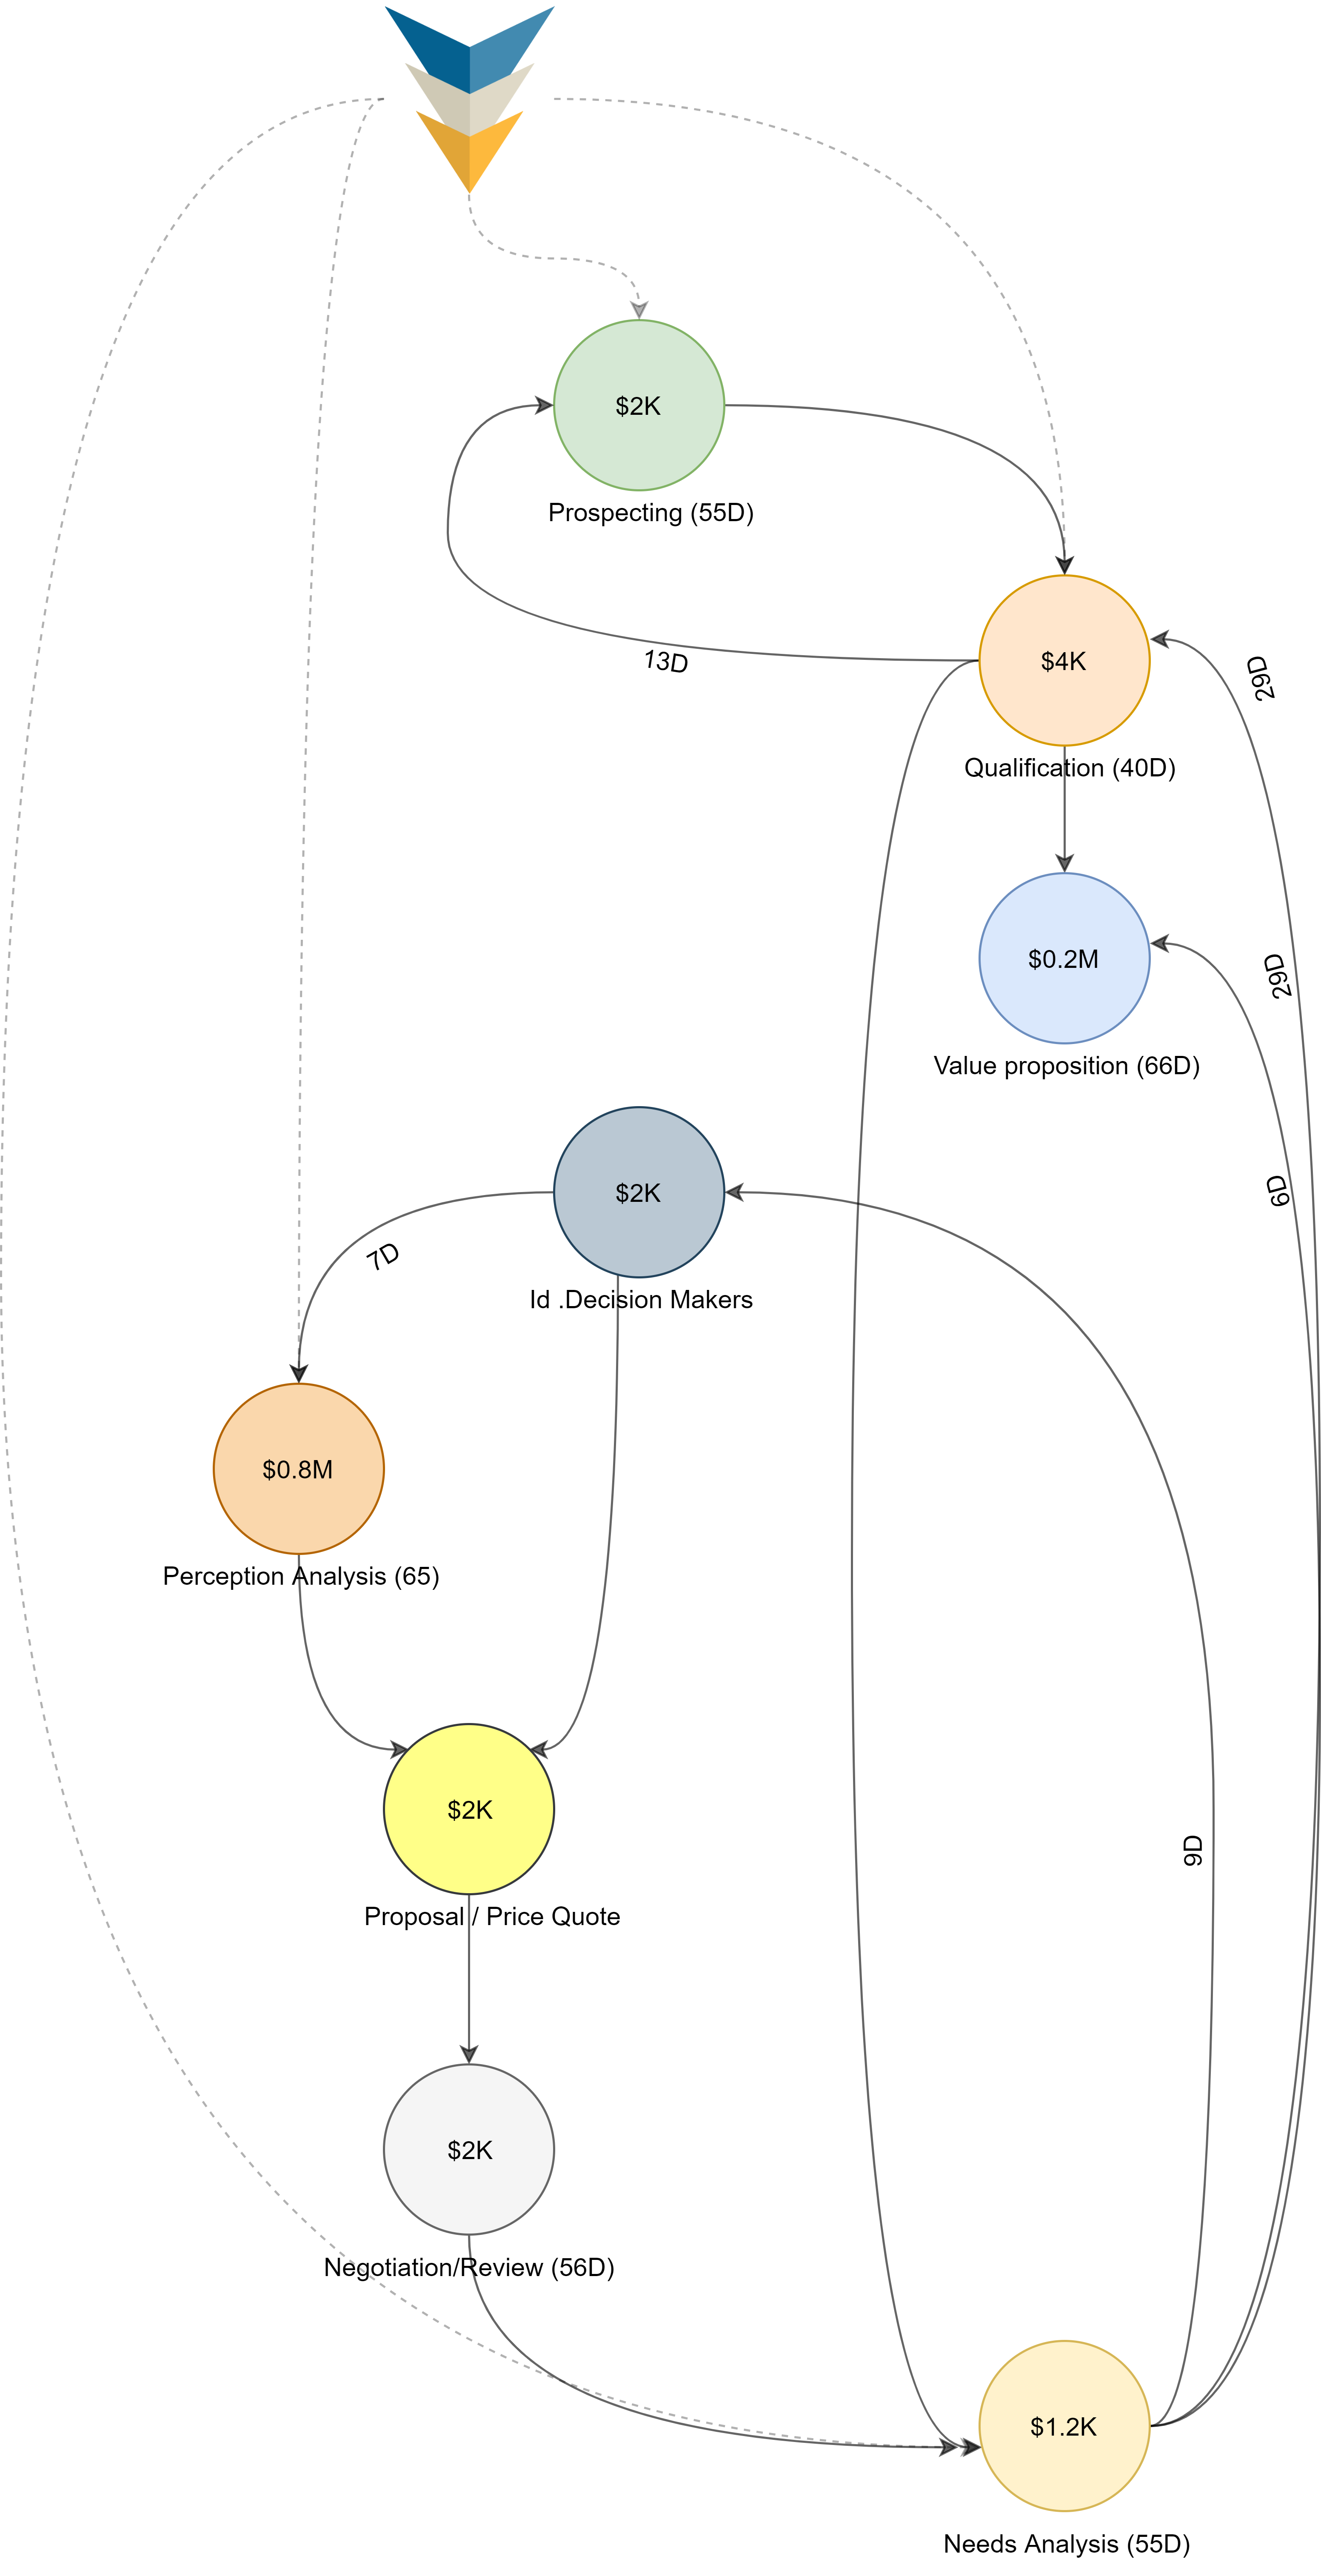 $2K
Prospecting (55D)
$4K
13D
29D
Qualification (40D)
$0.2M
29D
Value proposition (66D)
$2K
6D
7D
Id .Decision Makers
$0.8M
Perception Analysis (65)
$2K
9D
Proposal / Price Quote
$2K
Negotiation/Review (56D)
$1.2K
Needs Analysis (55D)